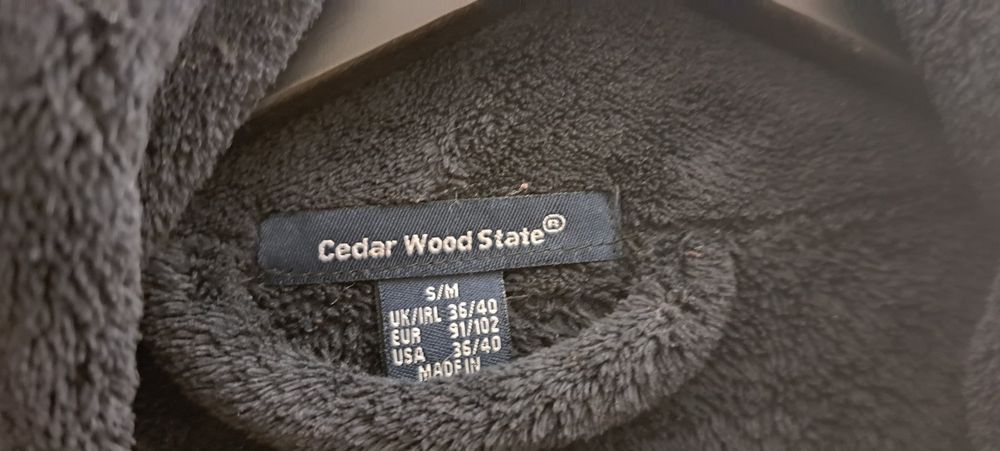 Cedar Wood State®
S/M
UK/IRL 36/40
EUR 91/102
USA 36/40
MADE IN